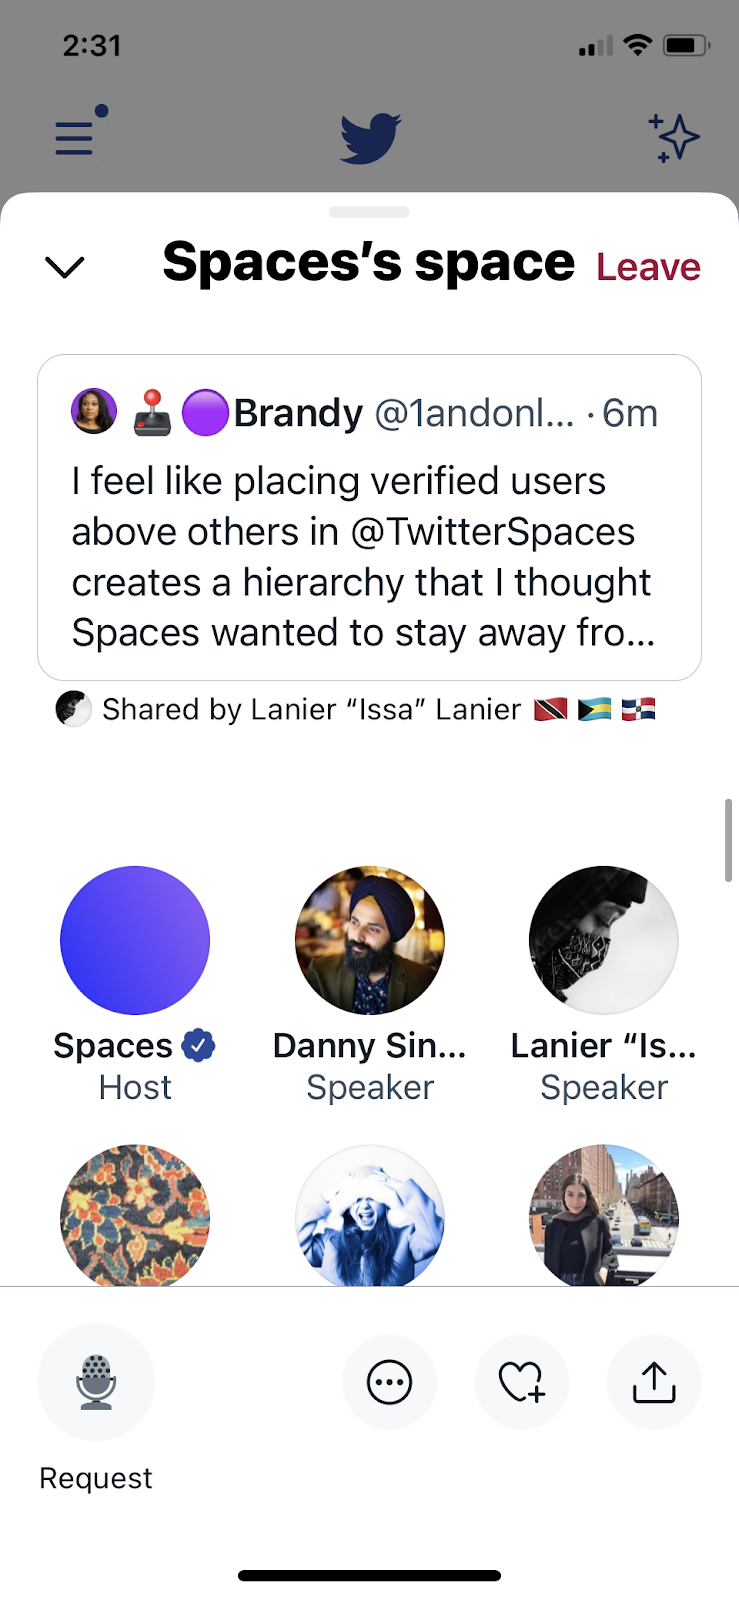 2:31
Spaces's space Leave
Brandy @1andonl... · 6m
I feel like placing verified users
above others in @TwitterSpaces
creates a hierarchy that I thought
Spaces wanted to stay away fro...
Shared by Lanier “Issa” Lanier
Spaces Danny Sin... Lanier “Is...
Host Speaker Speaker
Request